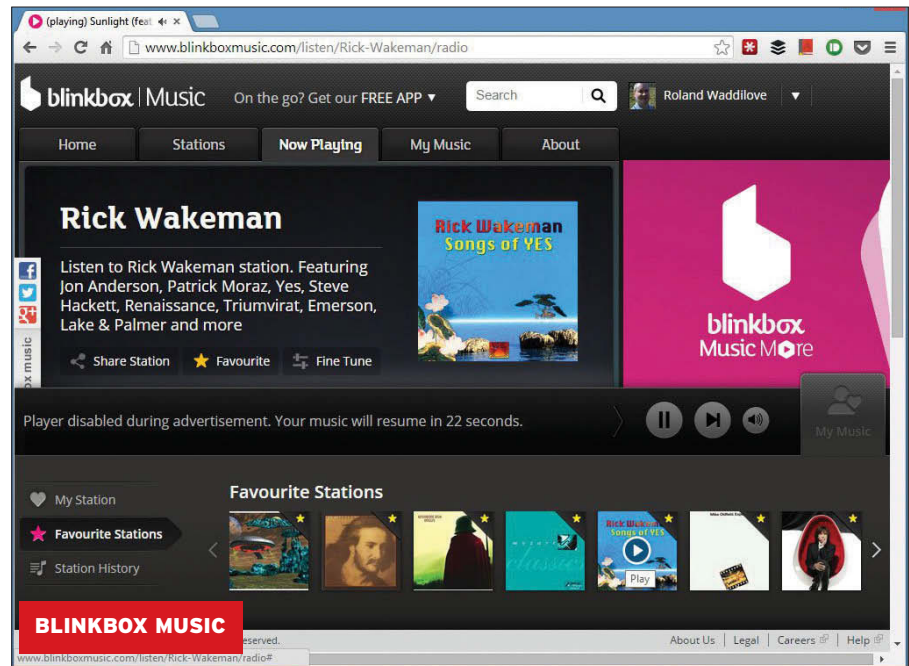 (playing) Sunlight (feat
www.blinkboxmusic.com/listen/Rick-Wakeman/radio
blinkbox Music
On the go? Get our FREE APP ▼
Search
Roland Waddilove
Home
Stations
Now Playing
My Music
About
Rick Wakeman
Listen to Rick Wakeman station. Featuring
Jon Anderson, Patrick Moraz, Yes, Steve
Hackett, Renaissance, Triumvirat, Emerson,
Lake & Palmer and more
Share Station
Favourite
Fine Tune
Rick Wakeman
Songs of YES
blinkbox
Music More
music
Player disabled during advertisement. Your music will resume in 22 seconds.
My Music
My Station
Favourite Stations
Station History
Favourite Stations
classics
Rick Wakeman
Songs of YES
Play
BLINKBOX MUSIC
eserved.
About Us | Legal | Careers | Help
www.blinkboxmusic.com/listen/Rick-Wakeman/radio#